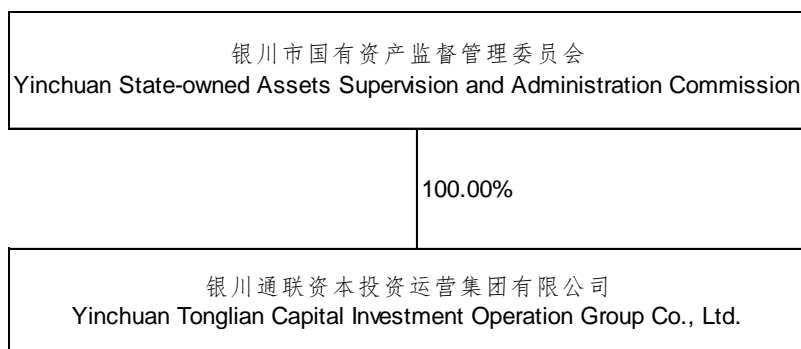 银川市国有资产监督管理委员会
Yinchuan State-owned Assets Supervision and Administration Commission
100.00%
银川通联资本投资运营集团有限公司
Yinchuan Tonglian Capital Investment Operation Group Co., Ltd.